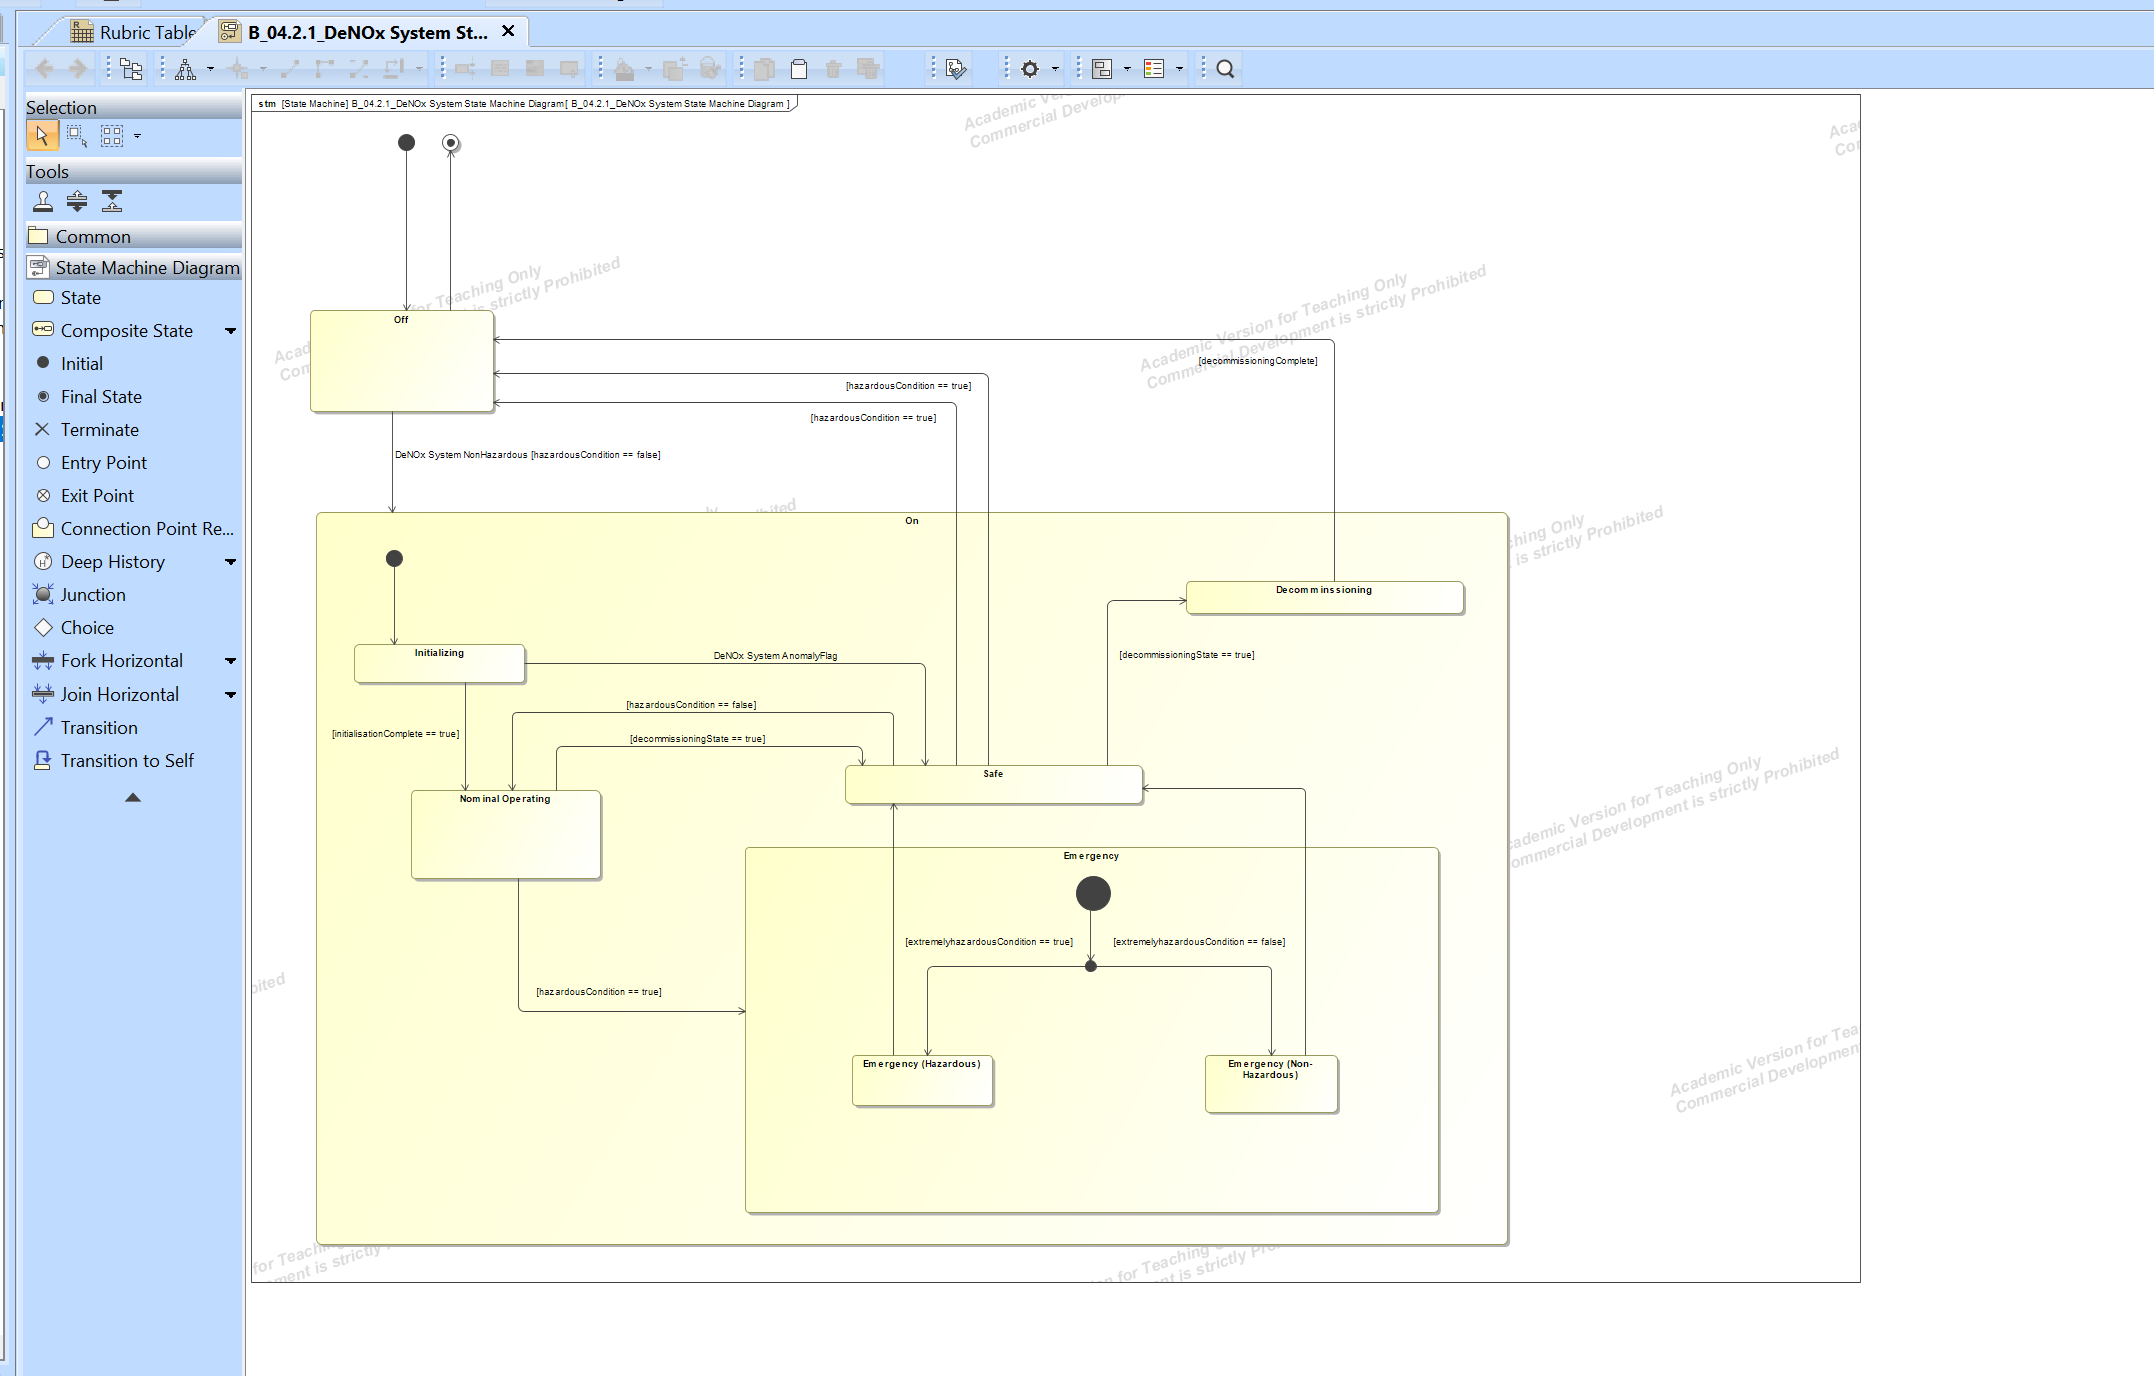 Rubric Table
B_04.2.1_DeNOx System St...
Selection
Tools
Common
State Machine Diagram
State
Composite State
Initial
Final State
Terminate
Entry Point
Exit Point
Connection Point Re...
Deep History
Junction
Choice
Fork Horizontal
Join Horizontal
Transition
Transition to Self
stm [State Machine] B_04.2.1_DeNOx System State Machine Diagram[ B_04.2.1_DeNOx System State Machine Diagram ]
Off
[decommissioningComplete]
[hazardousCondition == true]
[hazardousCondition == true]
DeNOx System NonHazardous [hazardousCondition == false]
On
Decomminssioning
Initializing
DeNOx System AnomalyFlag
[decommissioningState == true]
[hazardousCondition == false]
[initialisationComplete == true]
[decommissioningState == true]
Safe
Nominal Operating
Emergency
[extremelyhazardousCondition == true]
[extremelyhazardousCondition == false]
[hazardousCondition == true]
Emergency (Hazardous)
Emergency (Non-
Hazardous)
Academic Version for Teaching Only
Commercial Development is strictly Prohibited